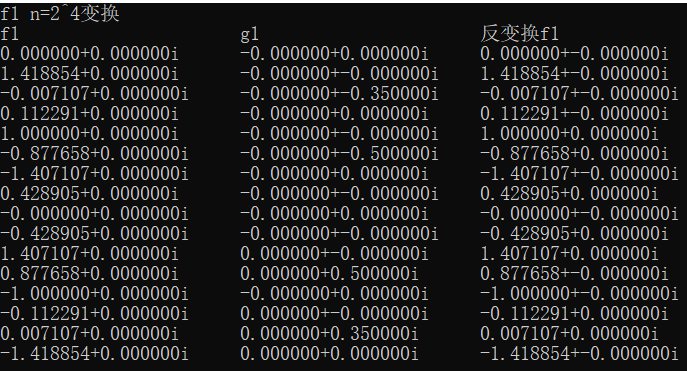 f1 n=2^4变换
f1 g1 反变换f1
0.000000+0.000000i -0.000000+0.000000i 0.000000+-0.000000i
1.418854+0.000000i -0.000000+-0.000000i 1.418854+-0.000000i
-0.007107+0.000000i -0.000000+-0.350000i -0.007107+-0.000000i
0.112291+0.000000i -0.000000+0.000000i 0.112291+-0.000000i
1.000000+0.000000i -0.000000+-0.000000i 1.000000+0.000000i
-0.877658+0.000000i -0.000000+-0.500000i -0.877658+0.000000i
-1.407107+0.000000i -0.000000+0.000000i -1.407107+-0.000000i
0.428905+0.000000i -0.000000+-0.000000i 0.428905+0.000000i
-0.000000+0.000000i -0.000000+0.000000i -0.000000+-0.000000i
-0.428905+0.000000i -0.000000+-0.000000i -0.428905+0.000000i
1.407107+0.000000i 0.000000+-0.000000i 1.407107+0.000000i
0.877658+0.000000i 0.000000+0.500000i 0.877658+-0.000000i
-1.000000+0.000000i -0.000000+0.000000i -1.000000+-0.000000i
-0.112291+0.000000i 0.000000+-0.000000i -0.112291+0.000000i
0.007107+0.000000i 0.000000+0.350000i 0.007107+0.000000i
-1.418854+0.000000i 0.000000+0.000000i -1.418854+-0.000000i